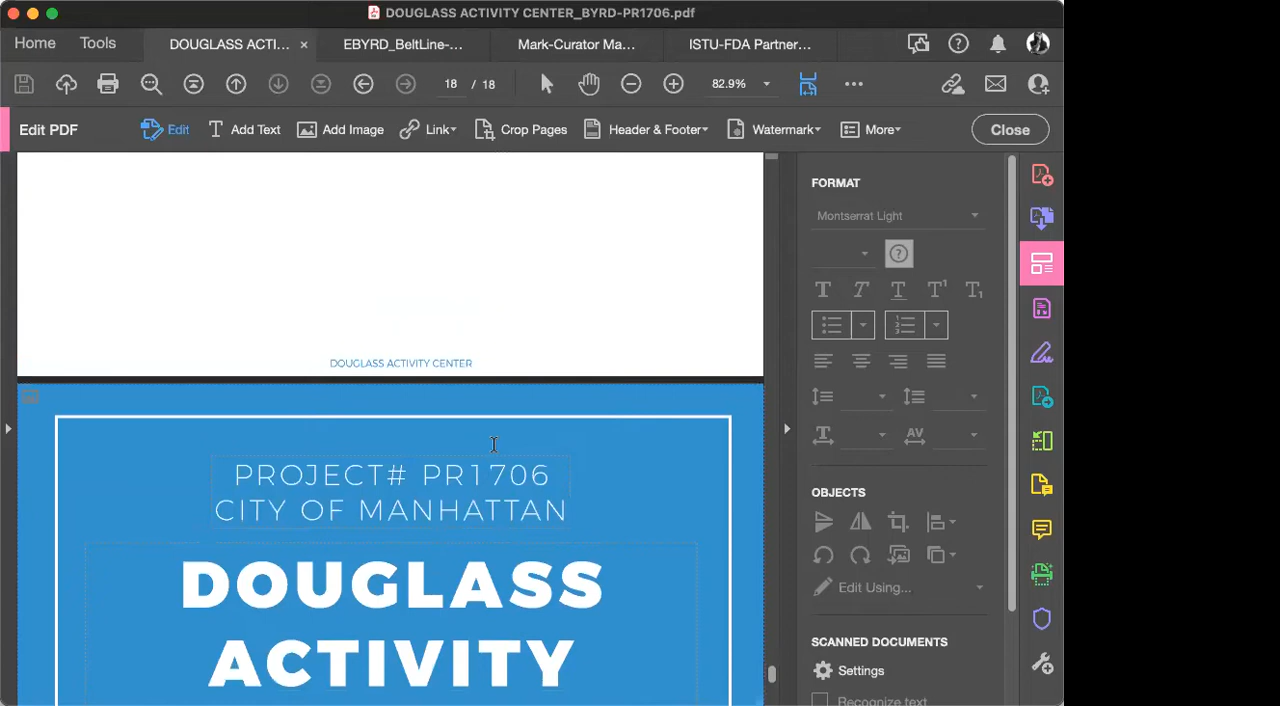 DOUGLASS ACTIVITY CENTER_BYRD-PR1706.pdf
Home Tools DOUGLASS ACTI... × EBYRD_BeltLine-... Mark-Curator Ma... ISTU-FDA Partner...
18 / 18 82.9%
Edit PDF Edit Add Text Add Image Link Crop Pages Header & Footer Watermark More Close
FORMAT
Montserrat Light
DOUGLASS ACTIVITY CENTER
PROJECT# PR1706
CITY OF MANHATTAN
DOUGLASS
ACTIVITY
OBJECTS
Edit Using...
SCANNED DOCUMENTS
Settings
Recognize text